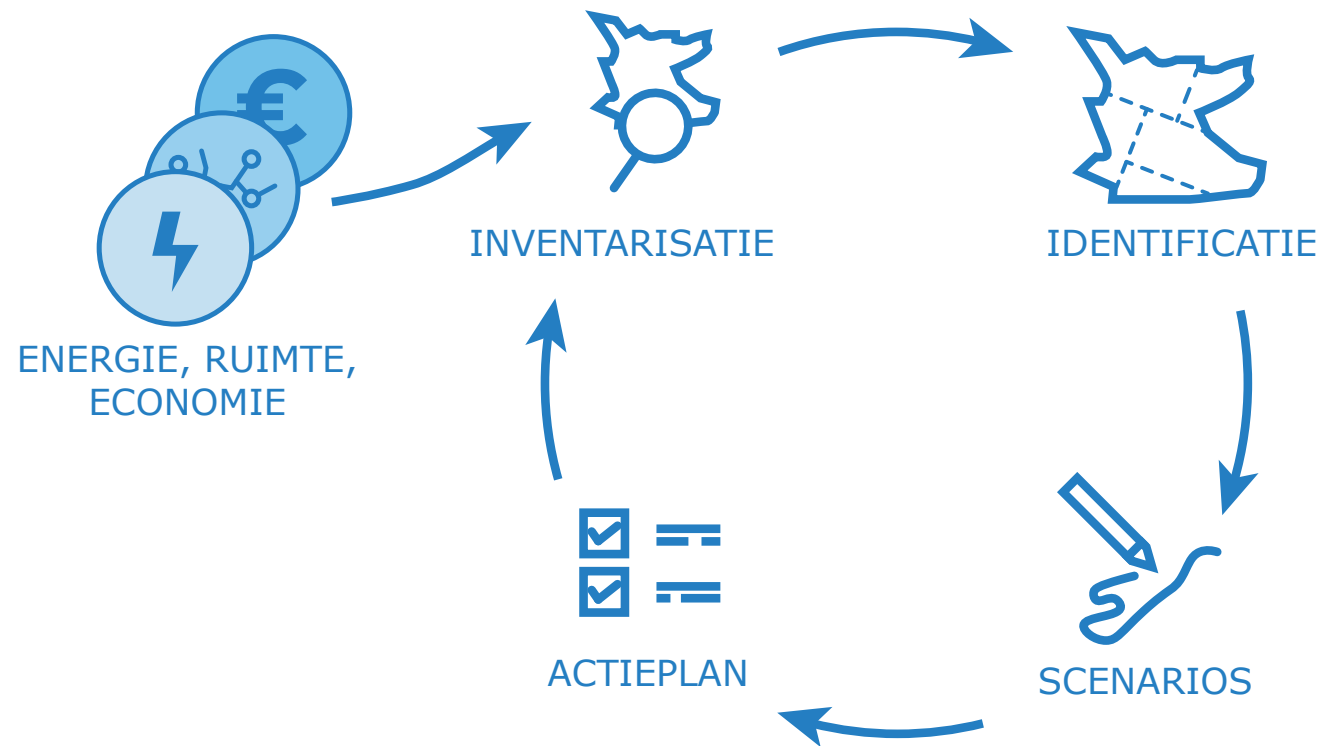 INVENTARISATIE
IDENTIFICATIE
ENERGIE, RUIMTE,
ECONOMIE
ACTIEPLAN
SCENARIOS